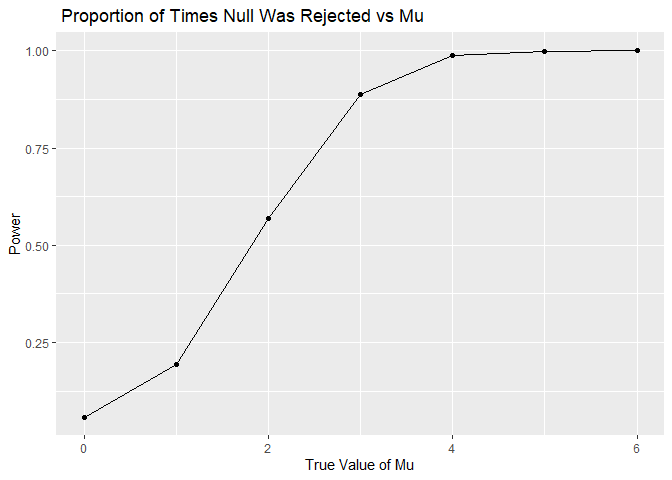 Proportion of Times Null Was Rejected vs Mu
1.00
0.75
0.50
0.25
Power
0
2
4
6
True Value of Mu